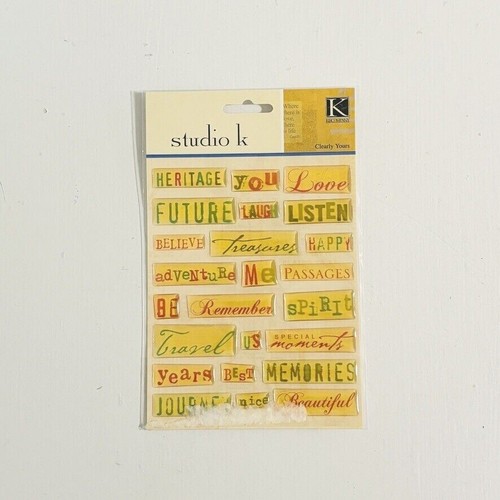 studio k
K
Clearly Yours
HERITAGE you Love
FUTURE LAUGH LISTEN
BELIEVE Treasures HAPPY
adveNtuRe Me PASSAGES
BE Remember spiRit
Travel us SPECIAL moments
years BEST MEMORIES
JOURNEY nice Beautiful